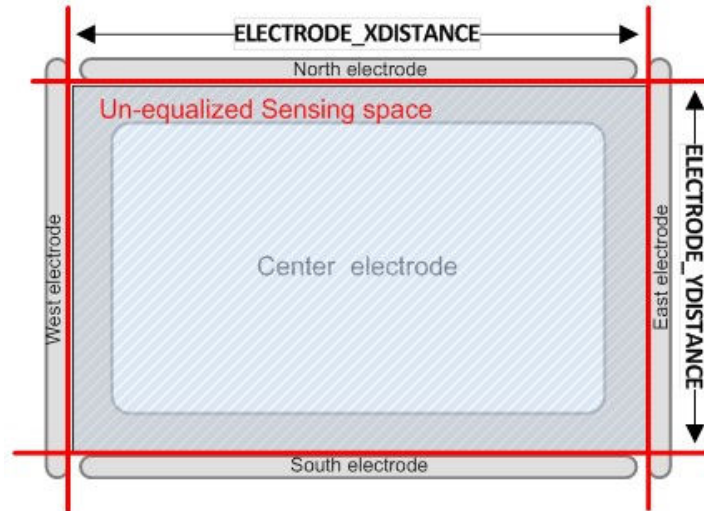 ELECTRODE_XDISTANCE
North electrode
Un-equalized Sensing space
West electrode
Center electrode
East electrode
ELECTRODE_YDISTANCE
South electrode